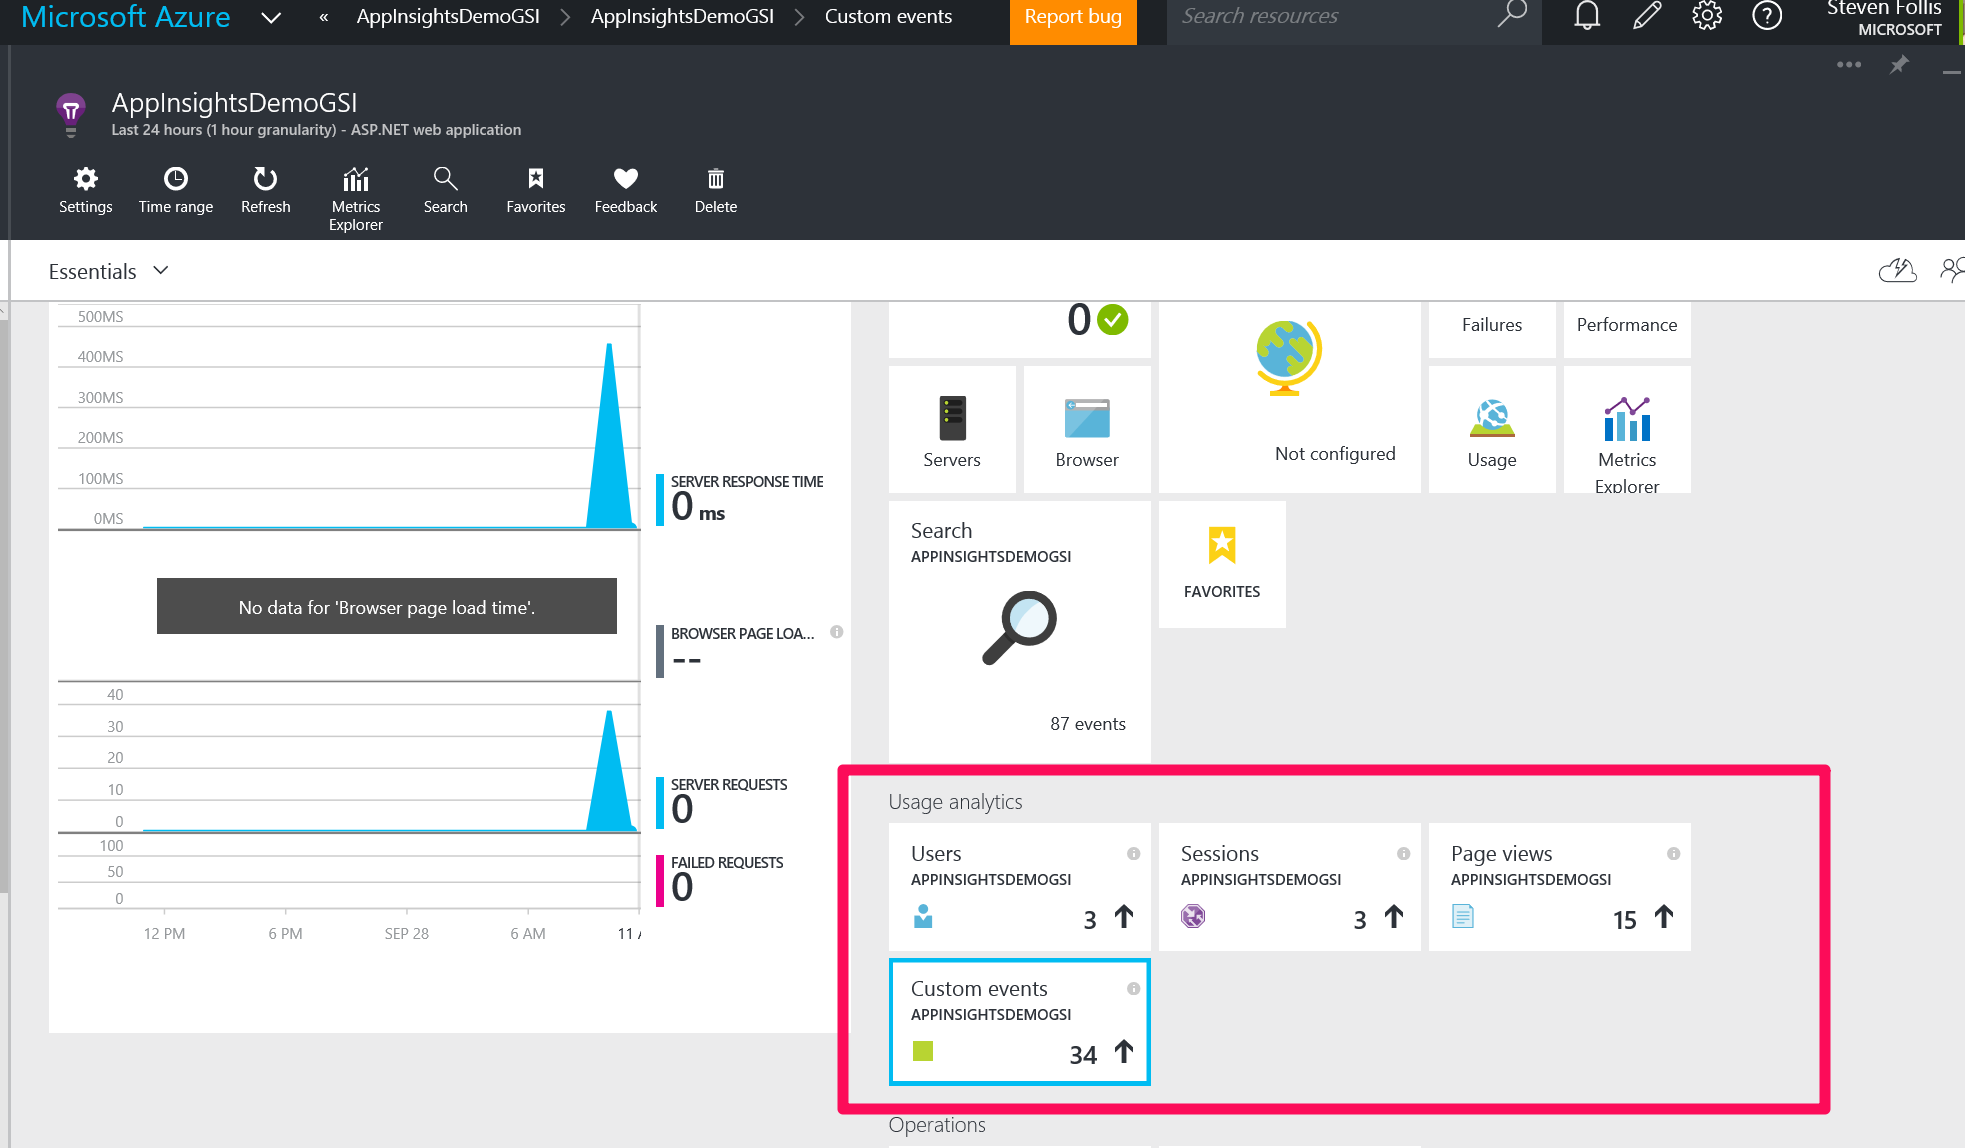 Microsoft Azure
«
AppInsightsDemoGSI
AppInsightsDemoGSI
Custom events
Report bug
Search resources
Steven Follis
MICROSOFT
AppInsightsDemoGSI
Last 24 hours (1 hour granularity) - ASP.NET web application
Settings
Time range
Refresh
Metrics
Explorer
Search
Favorites
Feedback
Delete
Essentials
500MS
400MS
300MS
200MS
100MS
0MS
SERVER RESPONSE TIME
0 ms
No data for 'Browser page load time'.
BROWSER PAGE LOA...
--
40
30
20
10
0
SERVER REQUESTS
0
100
50
0
FAILED REQUESTS
0
12 PM
6 PM
SEP 28
6 AM
11
0
Servers
Browser
Not configured
Failures
Performance
Usage
Metrics
Explorer
Search
APPINSIGHTSDEMOGSI
87 events
FAVORITES
Usage analytics
Users
APPINSIGHTSDEMOGSI
3
Sessions
APPINSIGHTSDEMOGSI
3
Page views
APPINSIGHTSDEMOGSI
15
Custom events
APPINSIGHTSDEMOGSI
34
Operations